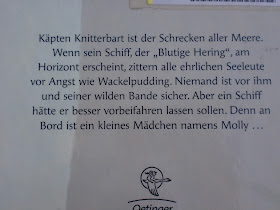 Käpten Knitterbart ist der Schrecken aller Meere.
Wenn sein Schiff, der „Blutige Hering", am
Horizont erscheint, zittern alle ehrlichen Seeleute
vor Angst wie Wackelpudding. Niemand ist vor ihm
und seiner wilden Bande sicher. Aber ein Schiff
hätte er besser vorbeifahren lassen sollen. Denn an
Bord ist ein kleines Mädchen namens Molly ...
Oetinger